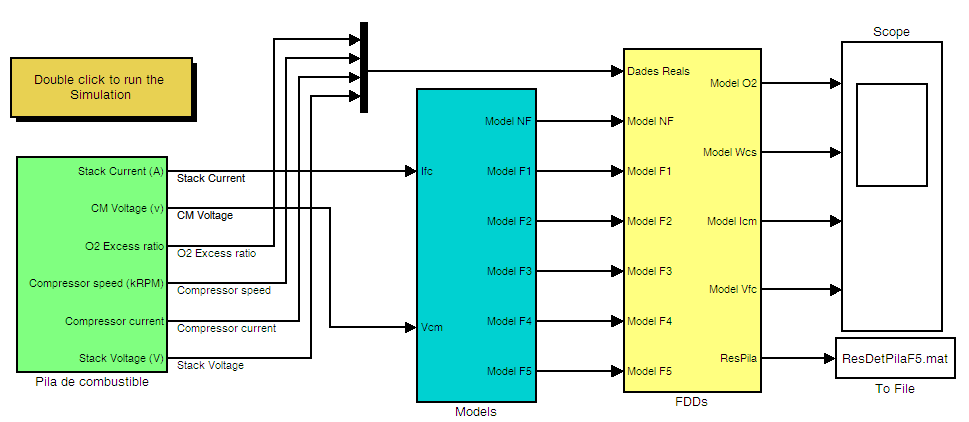 Double click to run the
Simulation
Stack Current (A)
CM Voltage (v)
O2 Excess ratio
Compressor speed (kRPM)
Compressor current
Stack Voltage (V)
Pila de combustible
Stack Current
CM Voltage
O2 Excess ratio
Compressor speed
Compressor current
Stack Voltage
Ifc
Vcm
Model NF
Model F1
Model F2
Model F3
Model F4
Model F5
Models
Dades Reals
Model NF
Model F1
Model F2
Model F3
Model F4
Model F5
Model O2
Model Wcs
Model Icm
Model Vfc
ResPila
FDDs
Scope
ResDetPilaF5.mat
To File